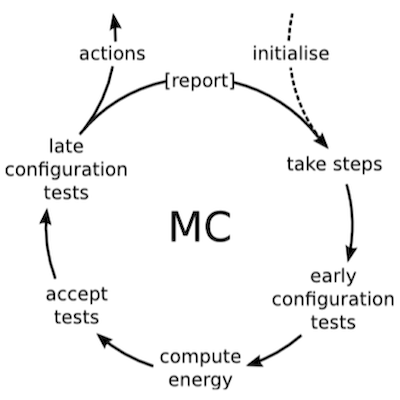 actions
initialise
[report]
late
configuration
tests
take steps
MC
early
configuration
tests
accept
tests
compute
energy